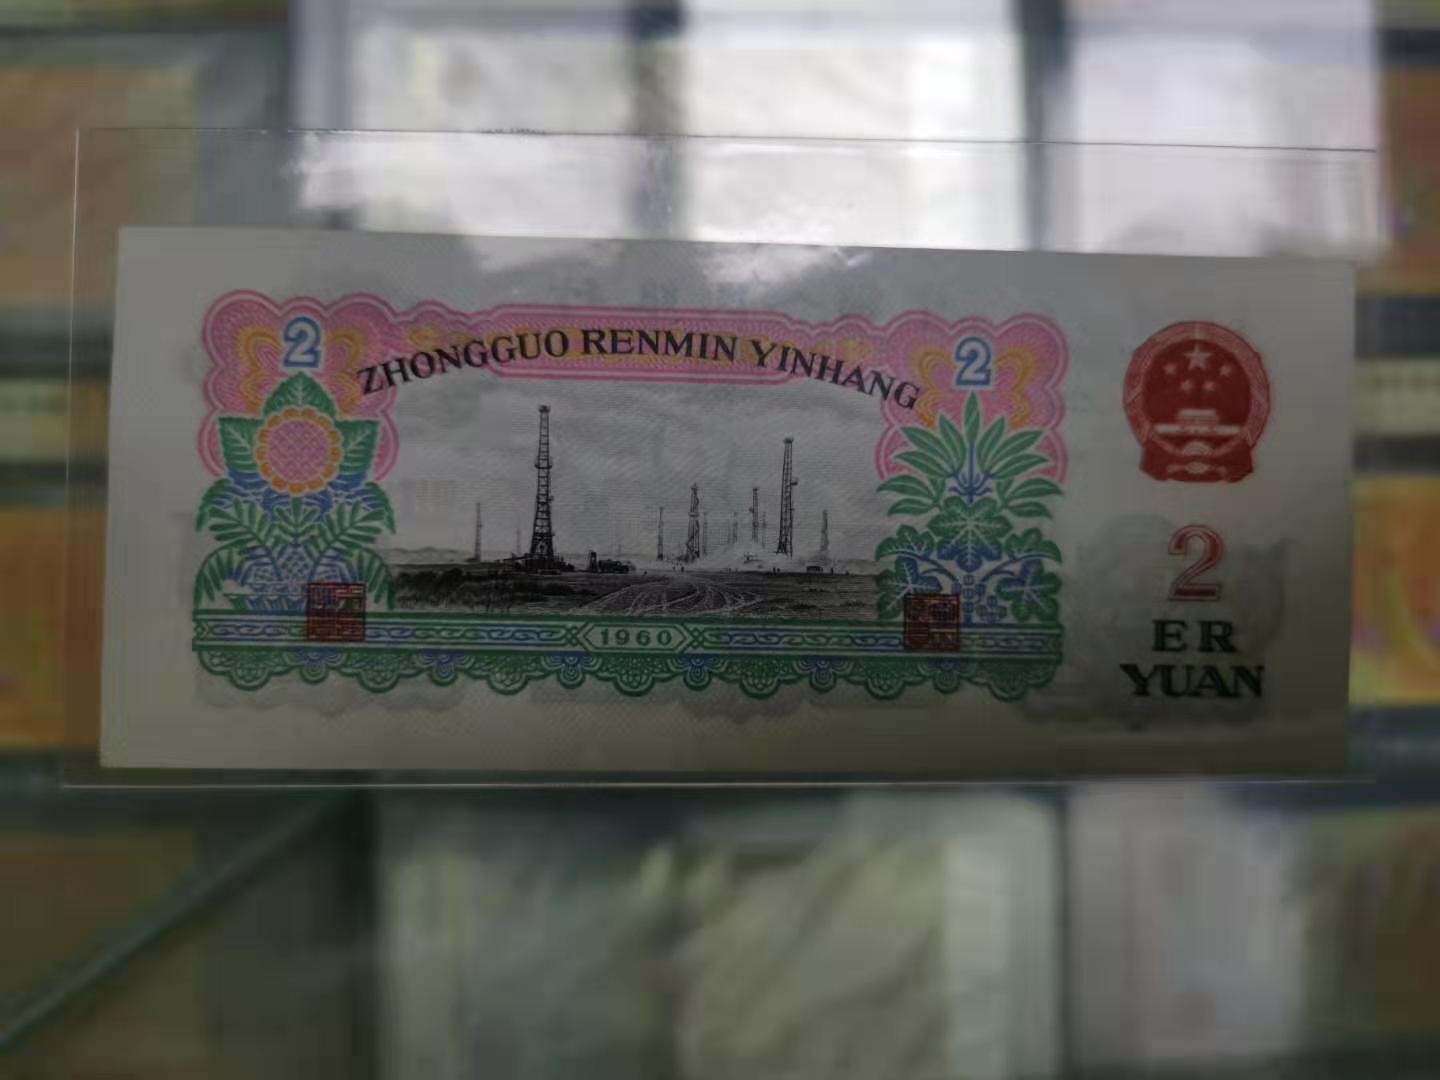 2
ZHONGGUO RENMIN YINHANG
2
1960
2
ER
YUAN